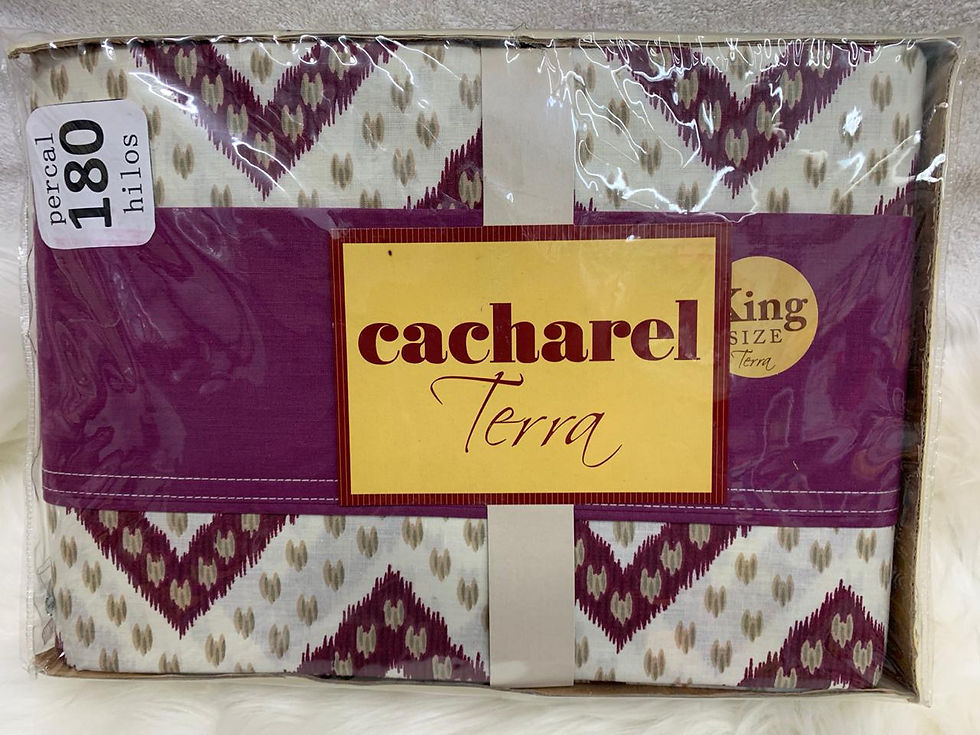 percal
180
hilos
cacharel
Terra
King
SIZE
Terra